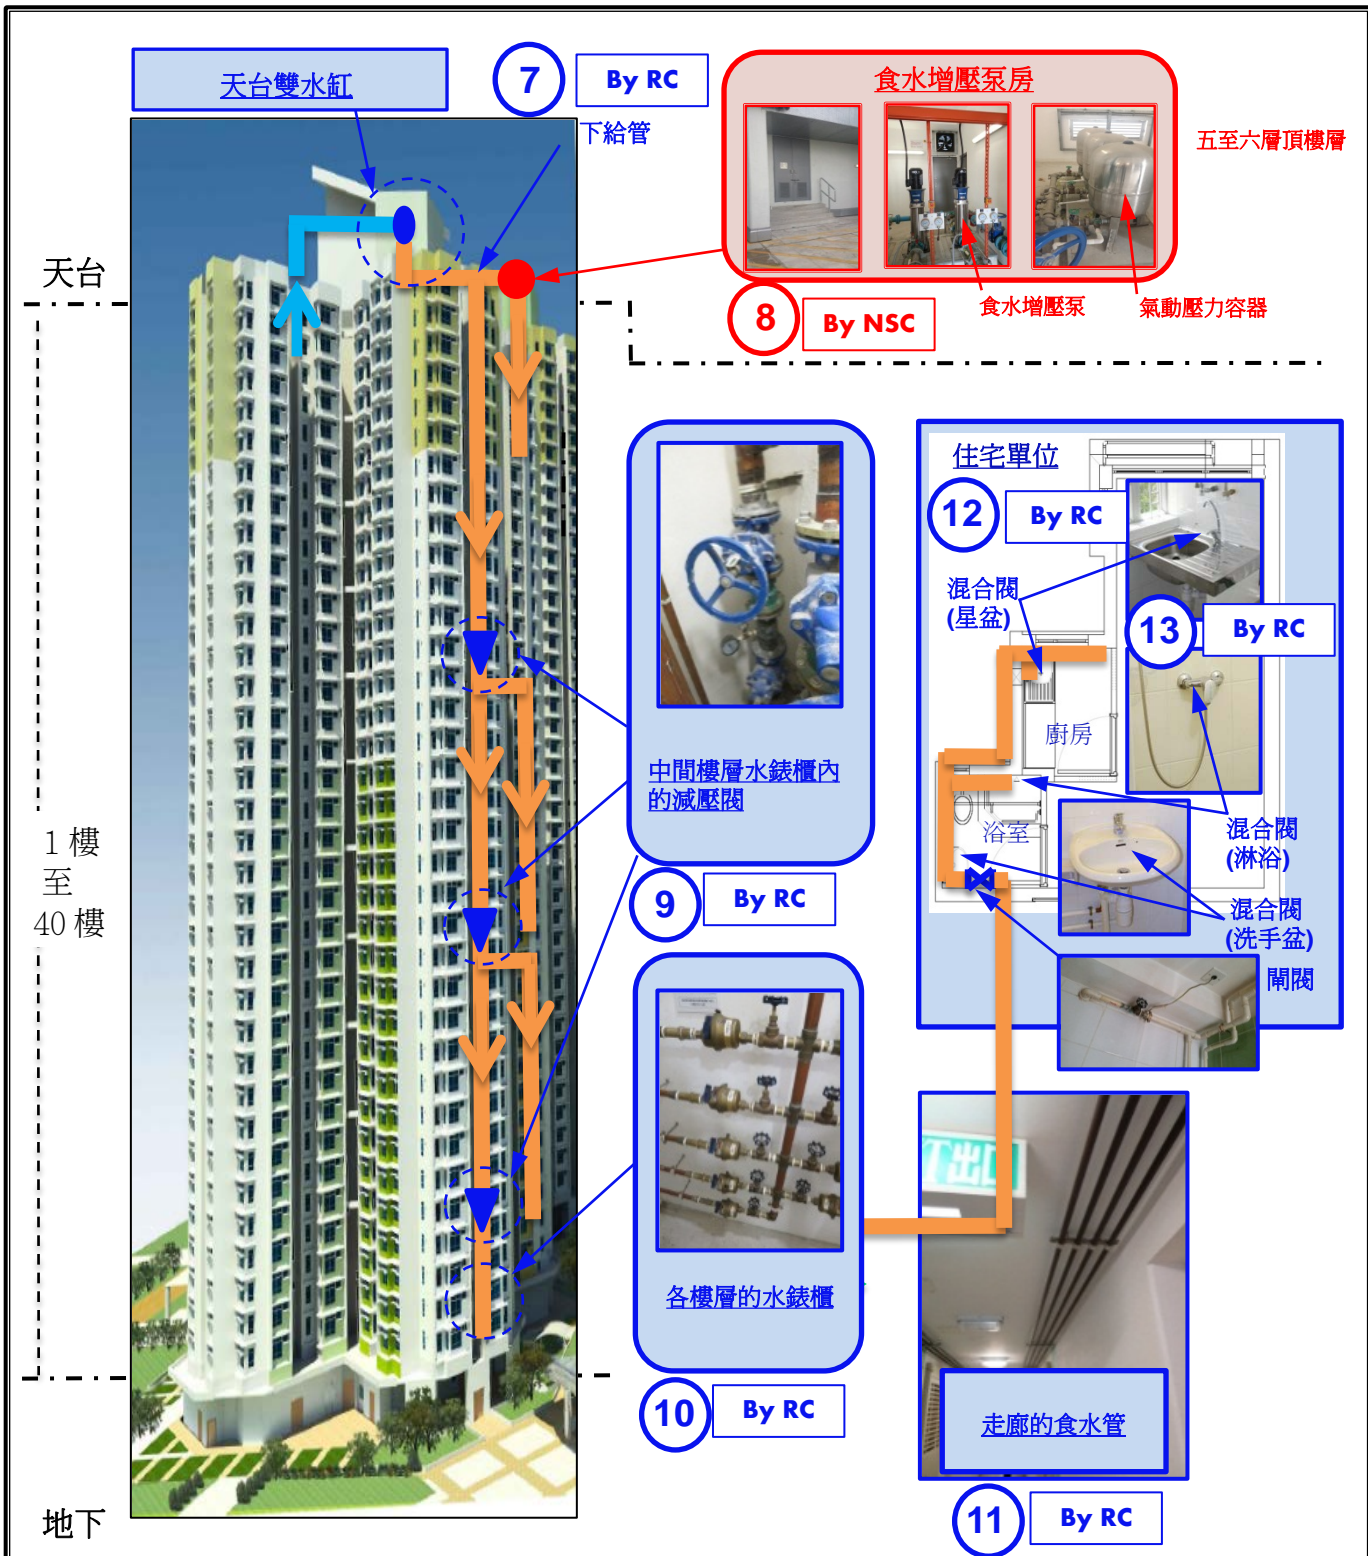 天台雙水缸
7
By RC
下給管
食水增壓泵房
五至六層頂樓層
食水增壓泵
氣動壓力容器
8
By NSC
天台
1 樓
至
40 樓
地下
中間樓層水錶櫃內
的減壓閥
9
By RC
各樓層的水錶櫃
10
By RC
住宅單位
12
By RC
混合閥
(星盆)
13
By RC
廚房
浴室
混合閥
(淋浴)
混合閥
(洗手盆)
閘閥
T出口
走廊的食水管
11
By RC